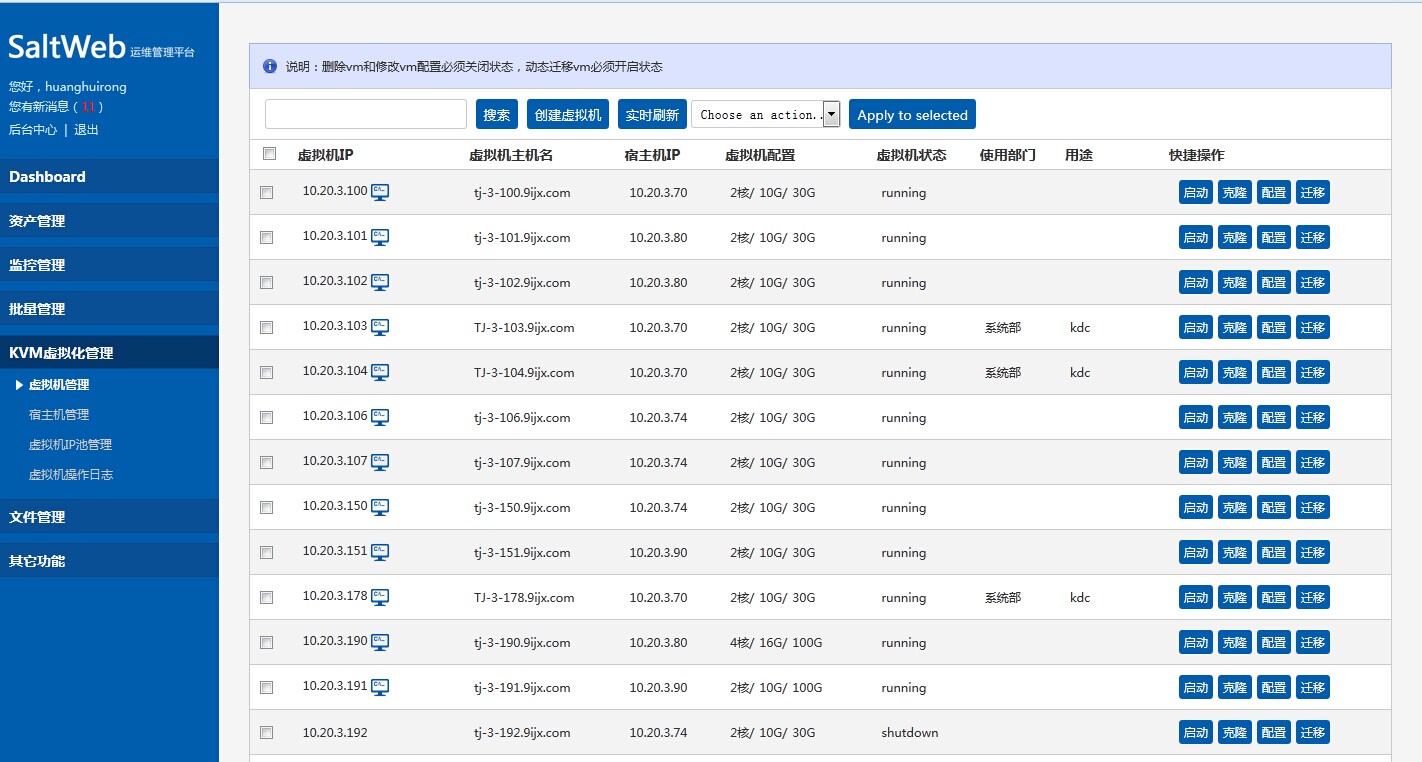 SaltWeb 运维管理平台
您好，huanghuirong
您有新消息 ( 11 )
后台中心 | 退出
Dashboard
资产管理
监控管理
批量管理
KVM虚拟化管理
虚拟机管理
宿主机管理
虚拟机IP池管理
虚拟机操作日志
文件管理
其它功能
说明：删除vm和修改vm配置必须关闭状态，动态迁移vm必须开启状态
搜索 创建虚拟机 实时刷新 Choose an action.. Apply to selected
虚拟机IP 虚拟机主机名 宿主机IP 虚拟机配置 虚拟机状态 使用部门 用途 快捷操作
10.20.3.100 tj-3-100.9ijx.com 10.20.3.70 2核/ 10G/ 30G running 启动 克隆 配置 迁移
10.20.3.101 tj-3-101.9ijx.com 10.20.3.80 2核/ 10G/ 30G running 启动 克隆 配置 迁移
10.20.3.102 tj-3-102.9ijx.com 10.20.3.80 2核/ 10G/ 30G running 启动 克隆 配置 迁移
10.20.3.103 TJ-3-103.9ijx.com 10.20.3.70 2核/ 10G/ 30G running 系统部 kdc 启动 克隆 配置 迁移
10.20.3.104 TJ-3-104.9ijx.com 10.20.3.70 2核/ 10G/ 30G running 系统部 kdc 启动 克隆 配置 迁移
10.20.3.106 tj-3-106.9ijx.com 10.20.3.74 2核/ 10G/ 30G running 启动 克隆 配置 迁移
10.20.3.107 tj-3-107.9ijx.com 10.20.3.74 2核/ 10G/ 30G running 启动 克隆 配置 迁移
10.20.3.150 tj-3-150.9ijx.com 10.20.3.74 2核/ 10G/ 30G running 启动 克隆 配置 迁移
10.20.3.151 tj-3-151.9ijx.com 10.20.3.90 2核/ 10G/ 30G running 启动 克隆 配置 迁移
10.20.3.178 TJ-3-178.9ijx.com 10.20.3.70 2核/ 10G/ 30G running 系统部 kdc 启动 克隆 配置 迁移
10.20.3.190 tj-3-190.9ijx.com 10.20.3.80 4核/ 16G/ 100G running 启动 克隆 配置 迁移
10.20.3.191 tj-3-191.9ijx.com 10.20.3.90 2核/ 10G/ 100G running 启动 克隆 配置 迁移
10.20.3.192 tj-3-192.9ijx.com 10.20.3.74 2核/ 10G/ 30G shutdown 启动 克隆 配置 迁移